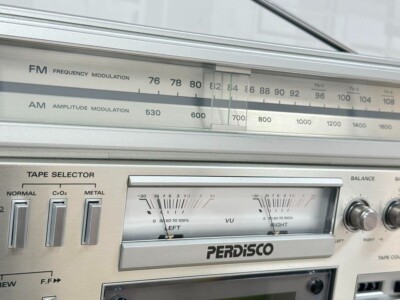 FM FREQUENCY MODULATION 76 78 80 82 84 86 88 90 92 96 100 104 108
AM AMPLITUDE MODULATION 530 600 700 800 1000 1200 1400 1600
TAPE SELECTOR
NORMAL CrO₂ METAL
BALANCE
VU
LEFT RIGHT
PERDISCO
F.F